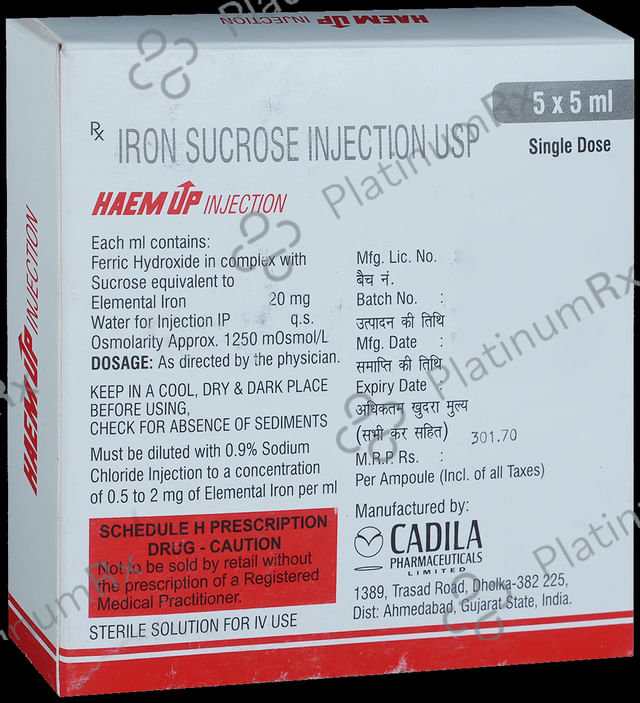 HAEM UP INJECTION
5 x 5 ml
Rx IRON SUCROSE INJECTION USP
Single Dose
HAEM UP INJECTION
Each ml contains:
Ferric Hydroxide in complex with
Sucrose equivalent to
Elemental Iron 20 mg
Water for Injection IP q.s.
Osmolarity Approx. 1250 mOsmol/L
DOSAGE: As directed by the physician.
KEEP IN A COOL, DRY & DARK PLACE
BEFORE USING,
CHECK FOR ABSENCE OF SEDIMENTS
Must be diluted with 0.9% Sodium
Chloride Injection to a concentration
of 0.5 to 2 mg of Elemental Iron per ml
SCHEDULE H PRESCRIPTION
DRUG - CAUTION
Not to be sold by retail without
the prescription of a Registered
Medical Practitioner.
STERILE SOLUTION FOR IV USE
Mfg. Lic. No. :
बैच नं.
Batch No. :
उत्पादन की तिथि
Mfg. Date :
समाप्ति की तिथि
Expiry Date :
अधिकतम खुदरा मुल्य
(सभी कर सहित) 301.70
M.R.P. Rs. :
Per Ampoule (Incl. of all Taxes)
Manufactured by:
CADILA
PHARMACEUTICALS
LIMITED
1389, Trasad Road, Dholka-382 225,
Dist: Ahmedabad, Gujarat State, India.
HAEM UP INJECTION
PlatinumRx
PlatinumRx
PlatinumRx
PlatinumRx